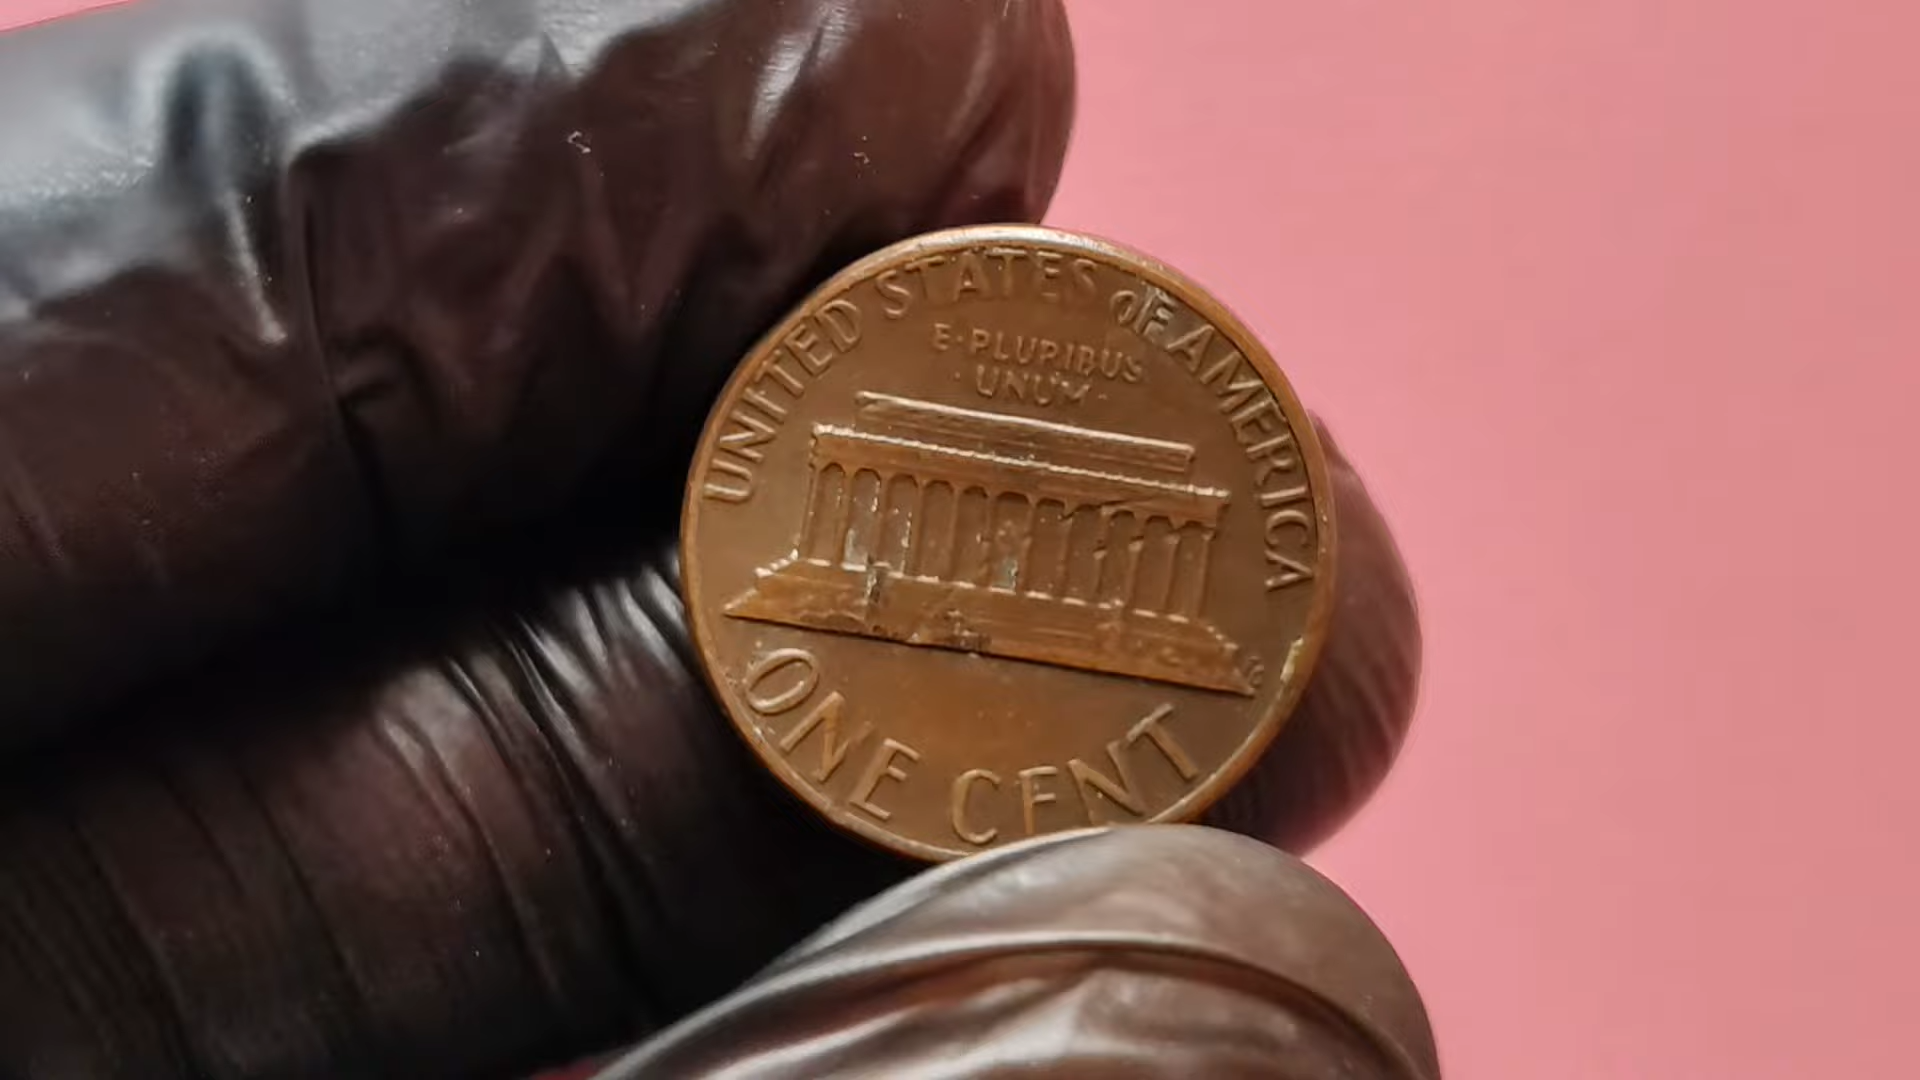 UNITED STATES OF AMERICA
E·PLURIBUS
·UNUM·
ONE CENT